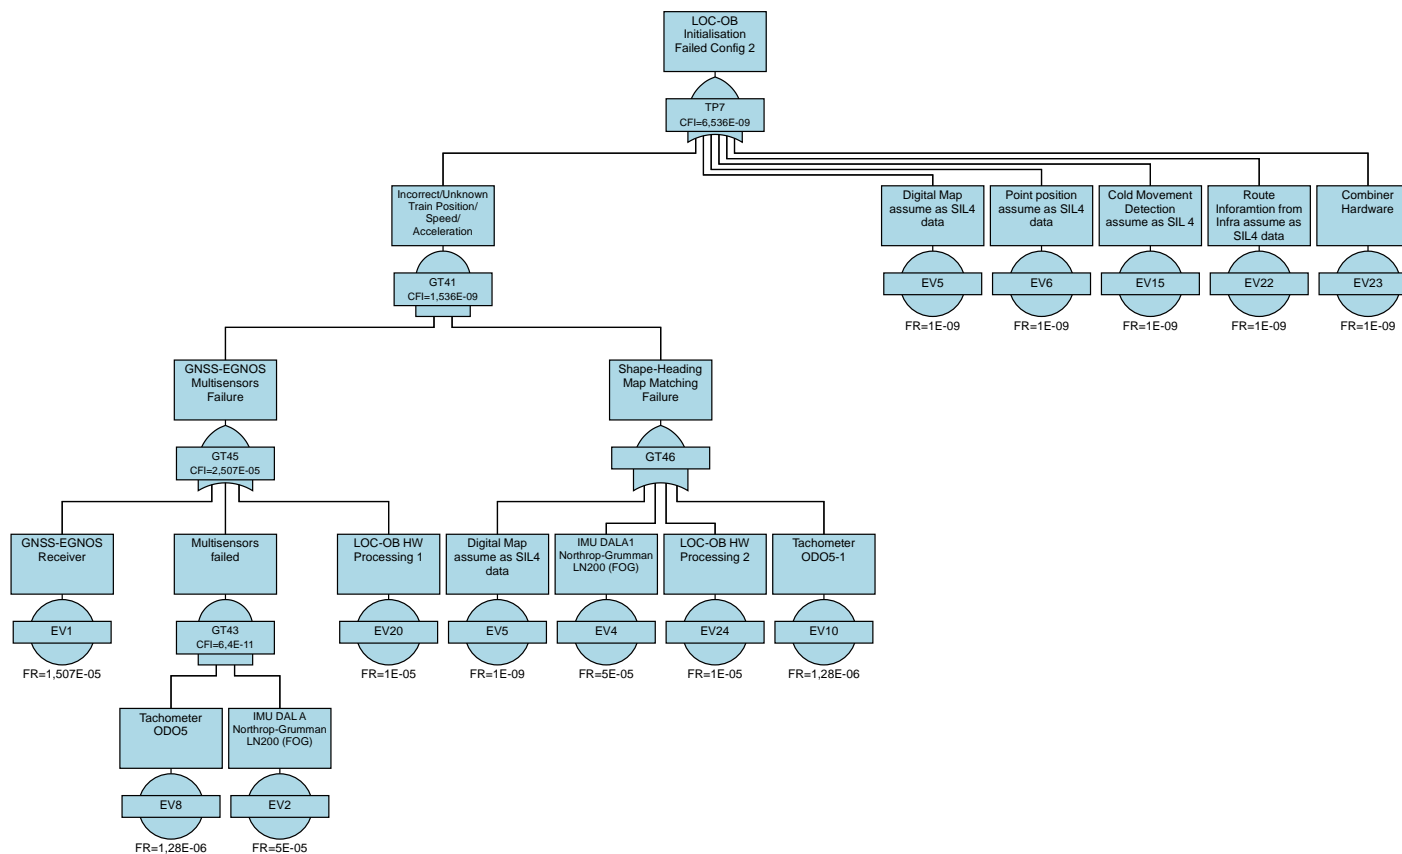 LOC-OB
Initialisation
Failed Config 2
TP7
CFI=6,536E-09
Incorrect/Unknown
Train Position/
Speed/
Acceleration
GT41
CFI=1,536E-09
Digital Map
assume as SIL4
data
EV5
FR=1E-09
Point position
assume as SIL4
data
EV6
FR=1E-09
Cold Movement
Detection
assume as SIL 4
EV15
FR=1E-09
Route
Inforamtion from
Infra assume as
SIL4 data
EV22
FR=1E-09
Combiner
Hardware
EV23
FR=1E-09
GNSS-EGNOS
Multisensors
Failure
GT45
CFI=2,507E-05
Shape-Heading
Map Matching
Failure
GT46
GNSS-EGNOS
Receiver
EV1
FR=1,507E-05
Multisensors
failed
GT43
CFI=6,4E-11
LOC-OB HW
Processing 1
EV20
FR=1E-05
Digital Map
assume as SIL4
data
EV5
FR=1E-09
IMU DALA1
Northrop-Grumman
LN200 (FOG)
EV4
FR=5E-05
LOC-OB HW
Processing 2
EV24
FR=1E-05
Tachometer
ODO5-1
EV10
FR=1,28E-06
Tachometer
ODO5
EV8
FR=1,28E-06
IMU DAL A
Northrop-Grumman
LN200 (FOG)
EV2
FR=5E-05